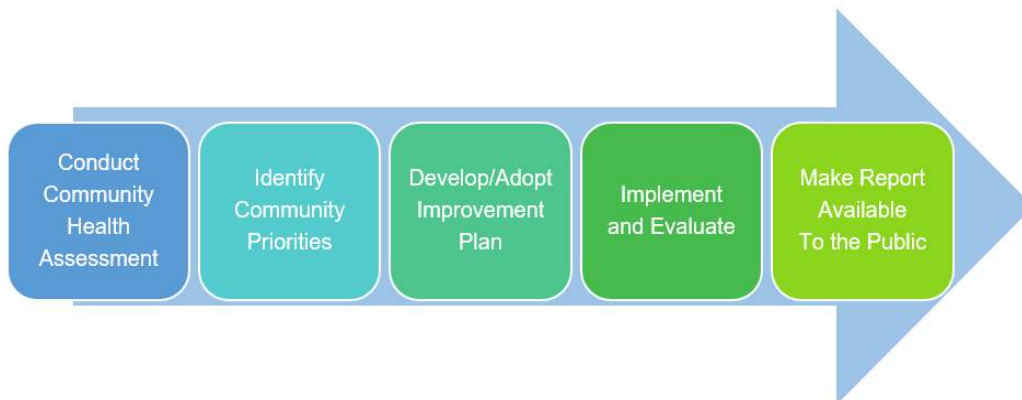 Conduct
Community
Health
Assessment
Identify
Community
Priorities
Develop/Adopt
Improvement
Plan
Implement
and Evaluate
Make Report
Available
To the Public